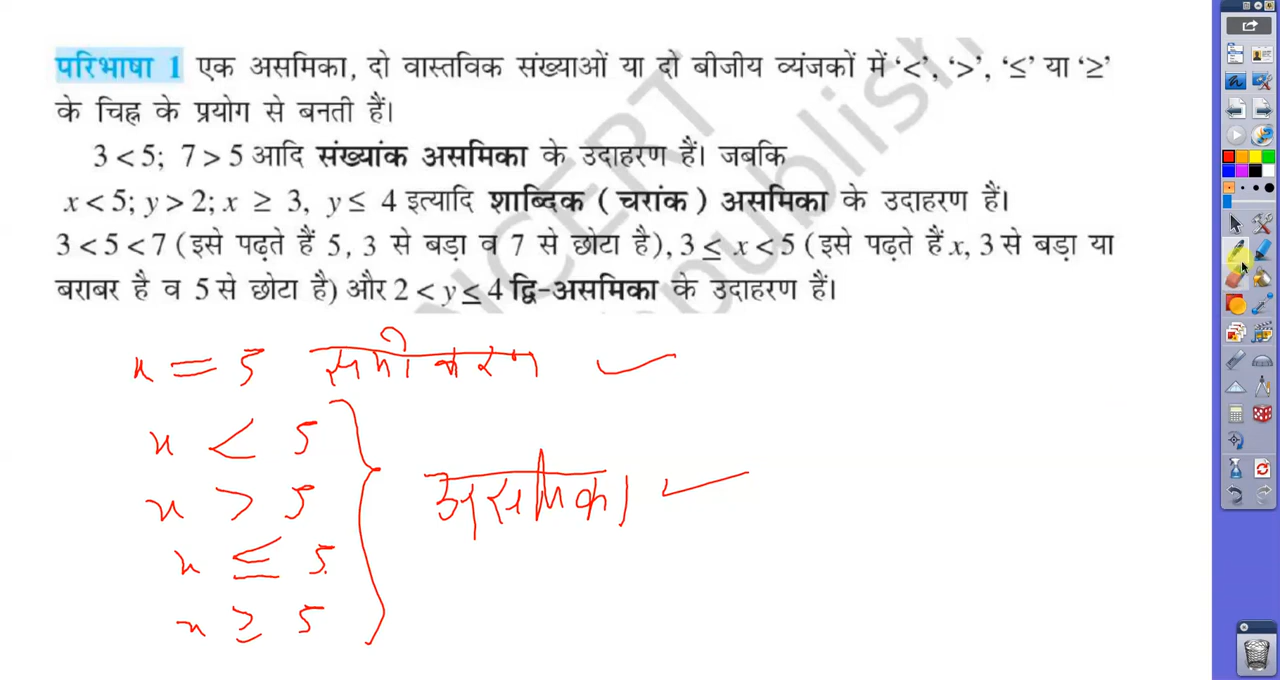 परिभाषा 1 एक असमिका, दो वास्तविक संख्याओं या दो बीजीय व्यंजकों में ‘<’, ‘>’, ‘≤’ या ‘≥’
के चिह्न के प्रयोग से बनती हैं।
3 < 5; 7 > 5 आदि संख्यांक असमिका के उदाहरण हैं। जबकि
x < 5; y > 2; x ≥ 3, y ≤ 4 इत्यादि शाब्दिक (चरांक) असमिका के उदाहरण हैं।
3 < 5 < 7 (इसे पढ़ते हैं 5, 3 से बड़ा व 7 से छोटा है), 3 ≤ x < 5 (इसे पढ़ते हैं x, 3 से बड़ा या
बराबर है व 5 से छोटा है) और 2 < y ≤ 4 द्वि-असमिका के उदाहरण हैं।
NCERT
publish
x = 5 समीकरण
x < 5
x > 5
असमिका
x ≤ 5
x ≥ 5